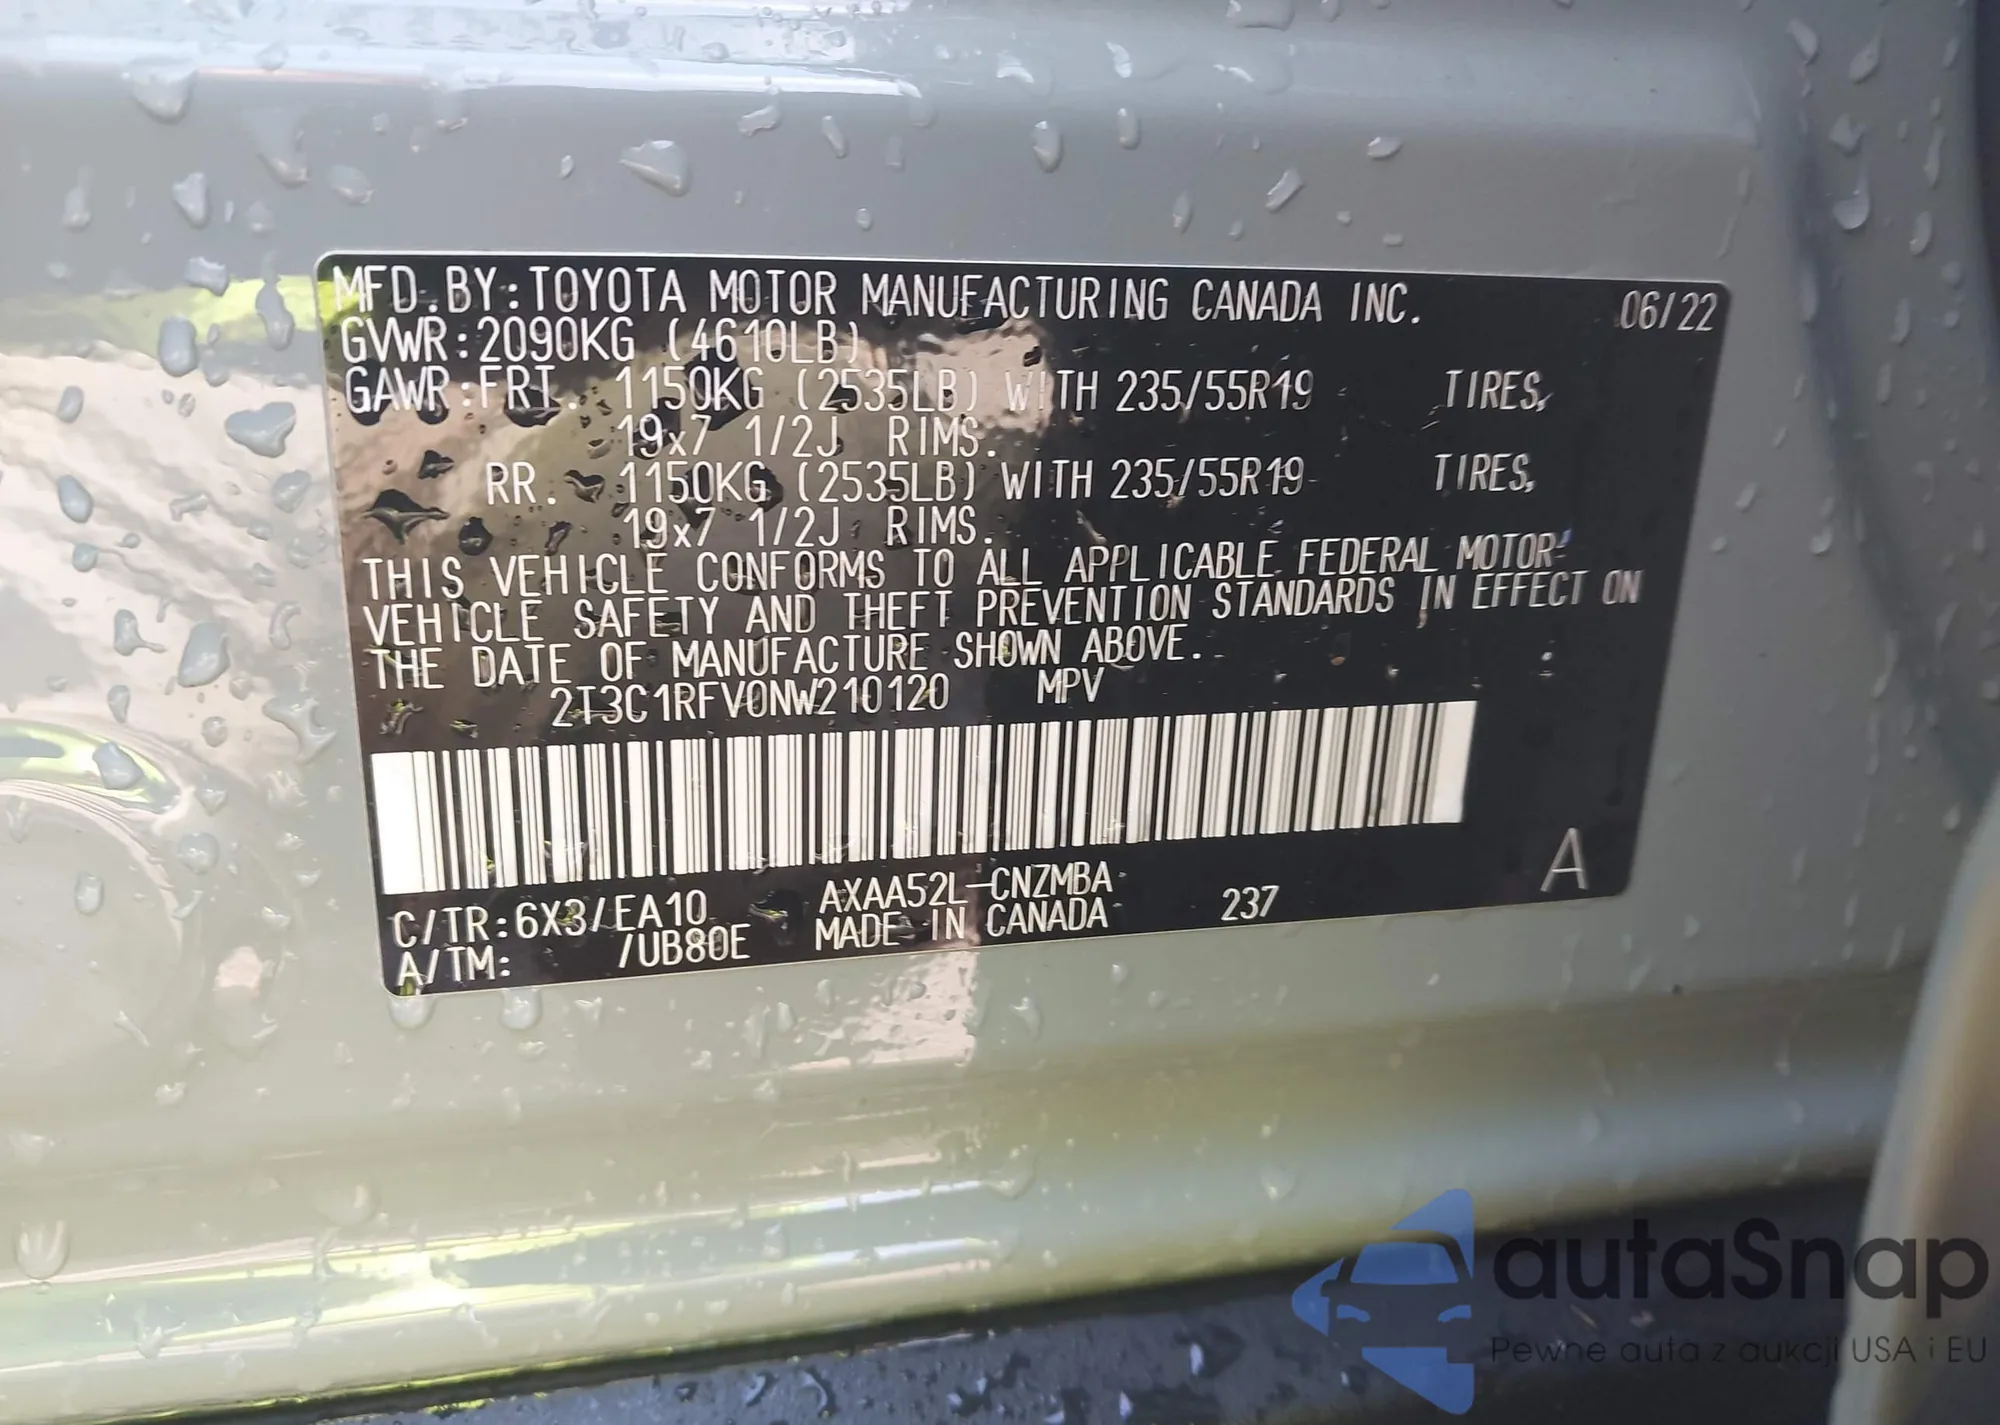 MFD.BY:TOYOTA MOTOR MANUFACTURING CANADA INC. 06/22
GVWR:2090KG (4610LB)
GAWR:FRT. 1150KG (2535LB) WITH 235/55R19 TIRES,
19x7 1/2J RIMS.
RR. 1150KG (2535LB) WITH 235/55R19 TIRES,
19x7 1/2J RIMS.
THIS VEHICLE CONFORMS TO ALL APPLICABLE FEDERAL MOTOR
VEHICLE SAFETY AND THEFT PREVENTION STANDARDS IN EFFECT ON
THE DATE OF MANUFACTURE SHOWN ABOVE.
2T3C1RFV0NW210120 MPV
A
C/TR:6X3/EA10 AXAA52L-CNZMBA
A/TM: /UB80E MADE IN CANADA 237
autaSnap
Pewne auta z aukcji USA i EU